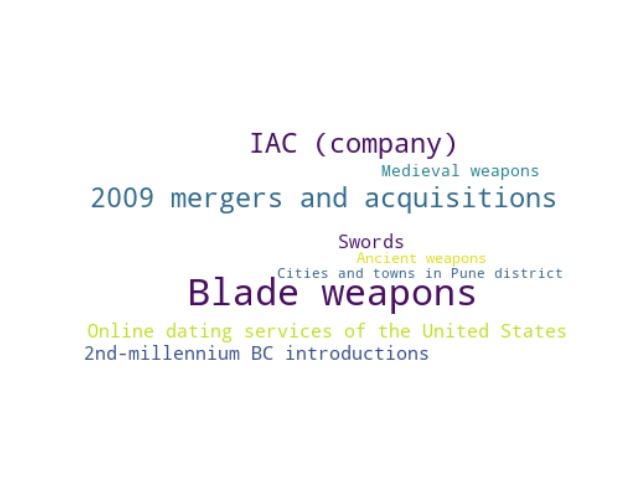 IAC (company)
Medieval weapons
2009 mergers and acquisitions
Swords
Ancient weapons
Cities and towns in Pune district
Blade weapons
Online dating services of the United States
2nd-millennium BC introductions